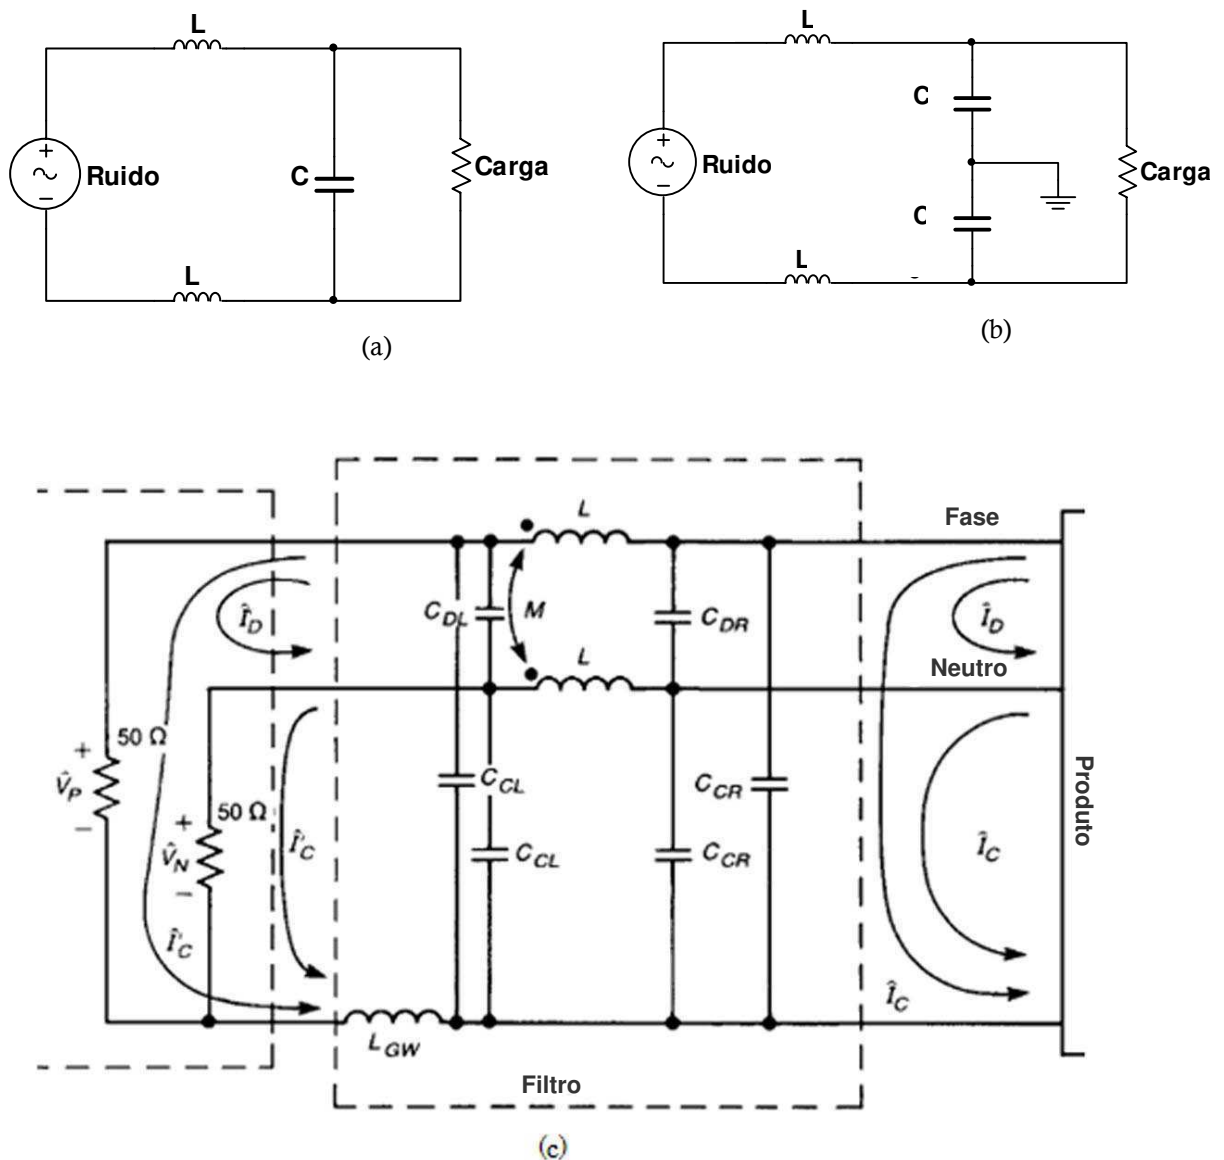 L
Ruido
C
Carga
L
(a)
L
C
Ruido
Carga
C
L
(b)
L
Fase
C_DL
M
C_DR
Î_D
Î_D
L
Neutro
50 Ω
+
V̂_P
−
50 Ω
+
V̂_N
−
Î'_C
C_CL
C_CR
Produto
C_CL
C_CR
Î_C
Î'_C
Î_C
L_GW
Filtro
(c)